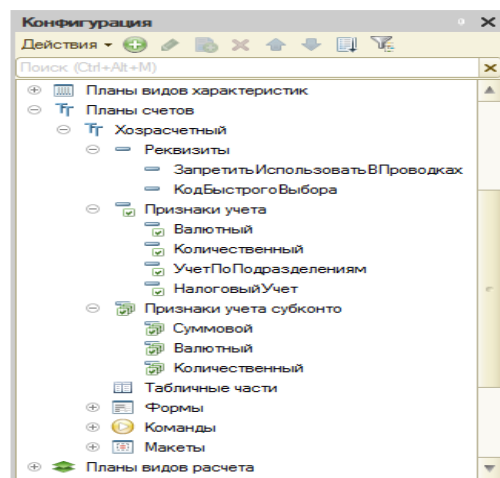 Конфигурация
Действия
Поиск (Ctrl+Alt+M)
Планы видов характеристик
Планы счетов
Хозрасчетный
Реквизиты
ЗапретитьИспользоватьВПроводках
КодБыстрогоВыбора
Признаки учета
Валютный
Количественный
УчетПоПодразделениям
НалоговыйУчет
Признаки учета субконто
Суммовой
Валютный
Количественный
Табличные части
Формы
Команды
Макеты
Планы видов расчета